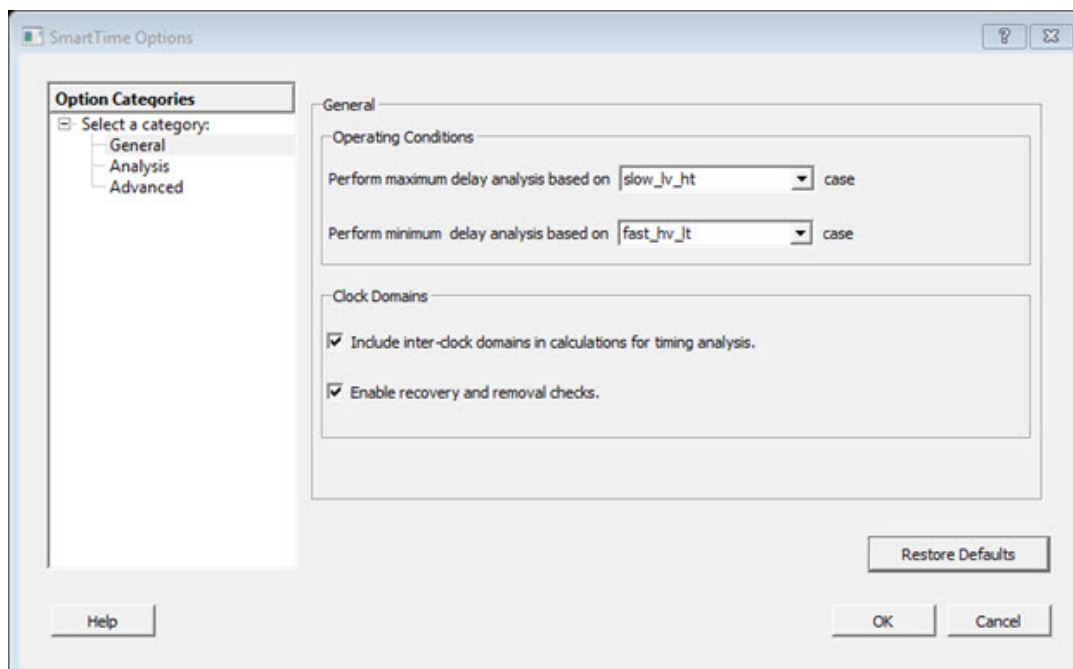 SmartTime Options
Option Categories
Select a category:
General
Analysis
Advanced
General
Operating Conditions
Perform maximum delay analysis based on slow_lv_ht case
Perform minimum delay analysis based on fast_hv_lt case
Clock Domains
Include inter-clock domains in calculations for timing analysis.
Enable recovery and removal checks.
Restore Defaults
Help OK Cancel